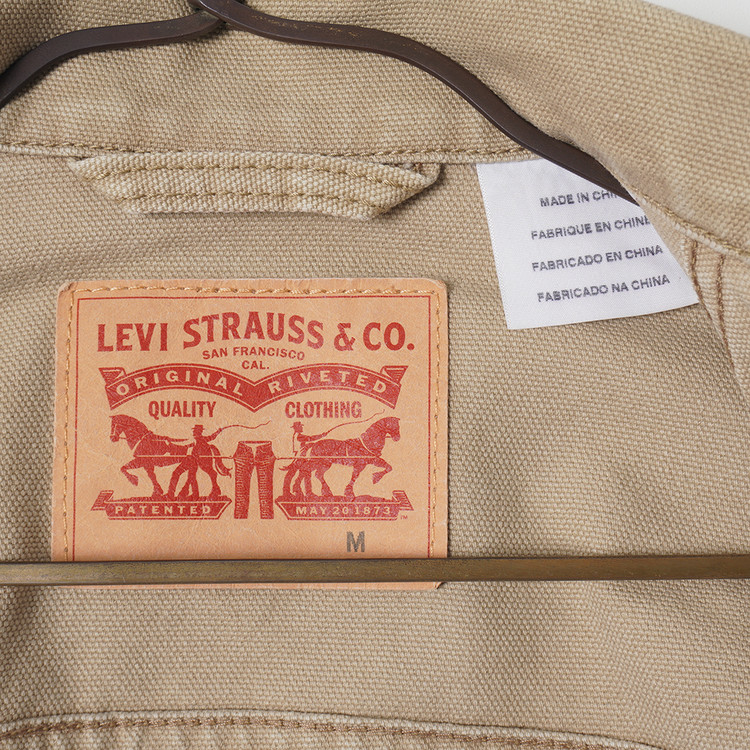 LEVI STRAUSS & CO.
SAN FRANCISCO
CAL.
ORIGINAL RIVETED
QUALITY CLOTHING
PATENTED MAY 20 1873 ™
M
MADE IN
FABRIQUE EN CHINE
FABRICADO EN CHINA
FABRICADO NA CHINA